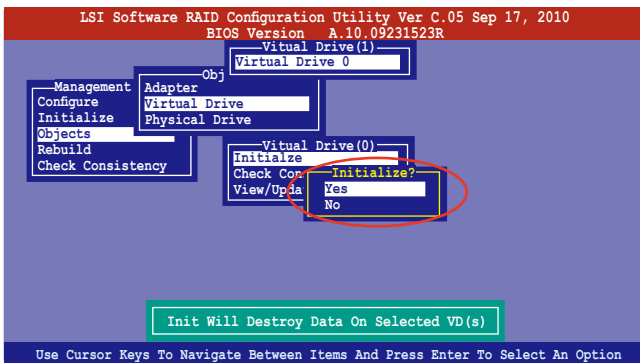 LSI Software RAID Configuration Utility Ver C.05 Sep 17, 2010
BIOS Version A.10.09231523R
Vitual Drive(1)
Virtual Drive 0
Obj
Adapter
Virtual Drive
Physical Drive
Management
Configure
Initialize
Objects
Rebuild
Check Consistency
Vitual Drive(0)
Initialze
Check Con
View/Upda
Initialize?
Yes
No
Init Will Destroy Data On Selected VD(s)
Use Cursor Keys To Navigate Between Items And Press Enter To Select An Option